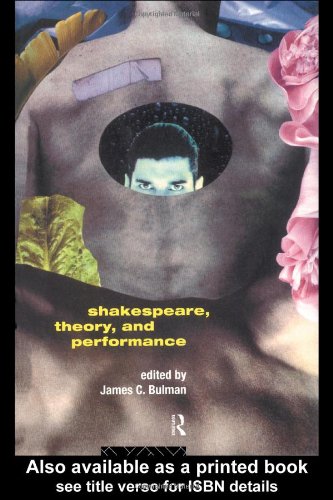 shakespeare,
theory, and
performance
edited by
James C. Bulman
R
Also available as a printed book
see title verso for ISBN details